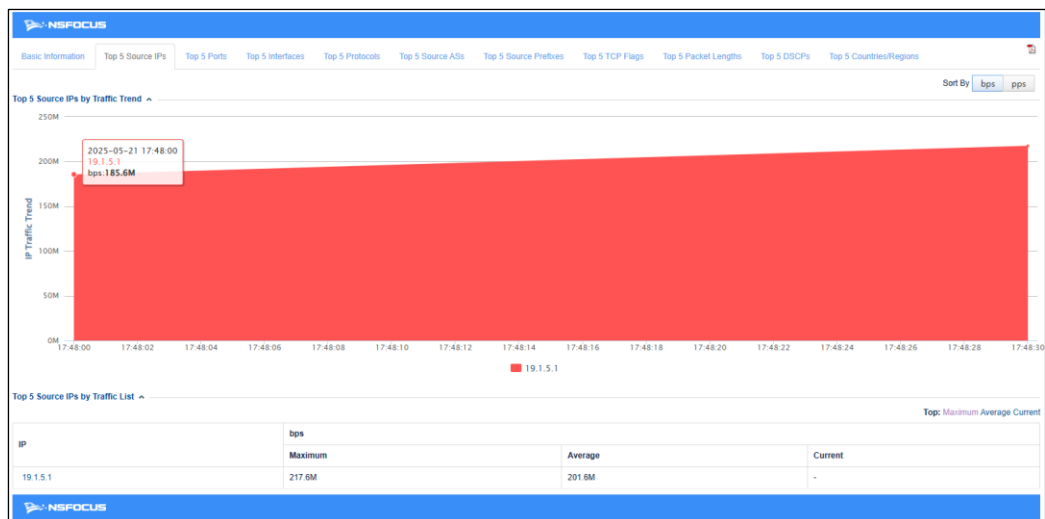 NSFOCUS
Basic Information Top 5 Source IPs Top 5 Ports Top 5 Interfaces Top 5 Protocols Top 5 Source ASs Top 5 Source Prefixes Top 5 TCP Flags Top 5 Packet Lengths Top 5 DSCPs Top 5 Countries/Regions
Sort By bps pps
Top 5 Source IPs by Traffic Trend
250M
2025-05-21 17:48:00
19.1.5.1
bps:185.6M
200M
150M
100M
50M
0M
IP Traffic Trend
17:48:00 17:48:02 17:48:04 17:48:06 17:48:08 17:48:10 17:48:12 17:48:14 17:48:16 17:48:18 17:48:20 17:48:22 17:48:24 17:48:26 17:48:28 17:48:30
19.1.5.1
Top 5 Source IPs by Traffic List
Top: Maximum Average Current
IP bps
Maximum Average Current
19.1.5.1 217.6M 201.6M -
NSFOCUS